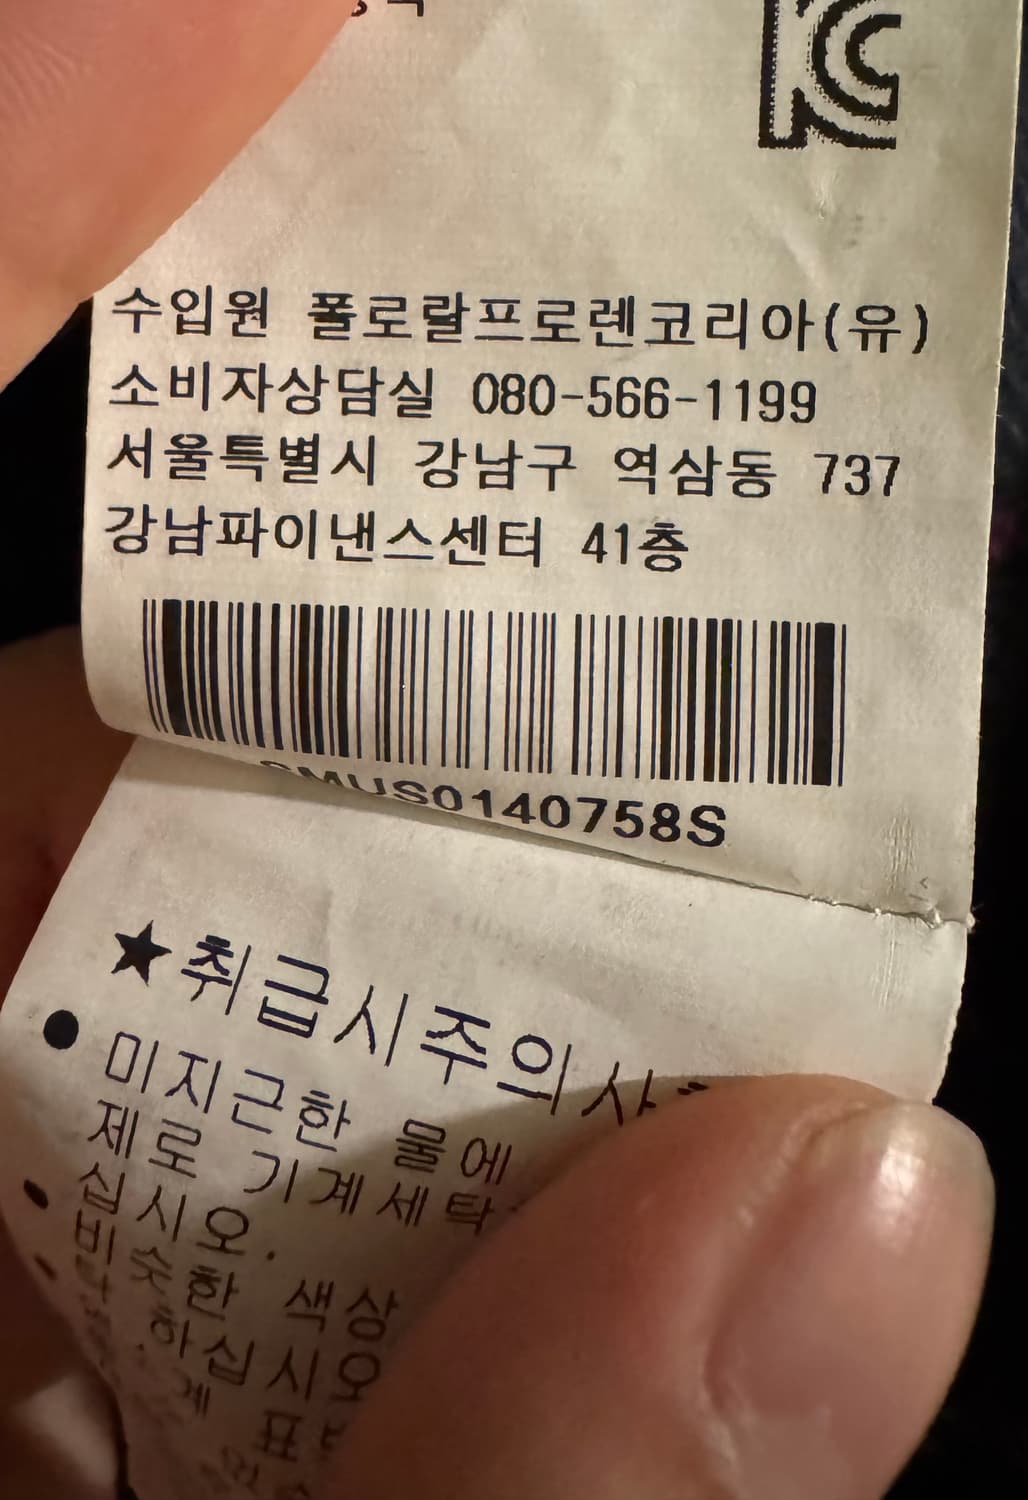 KC
수입원 폴로랄프로렌코리아(유)
소비자상담실 080-566-1199
서울특별시 강남구 역삼동 737
강남파이낸스센터 41층
SMUS0140758S
★취급시주의사
● 미지근한 물에
제로 기계세탁
십시오.
● 비슷한 색상
하십시오